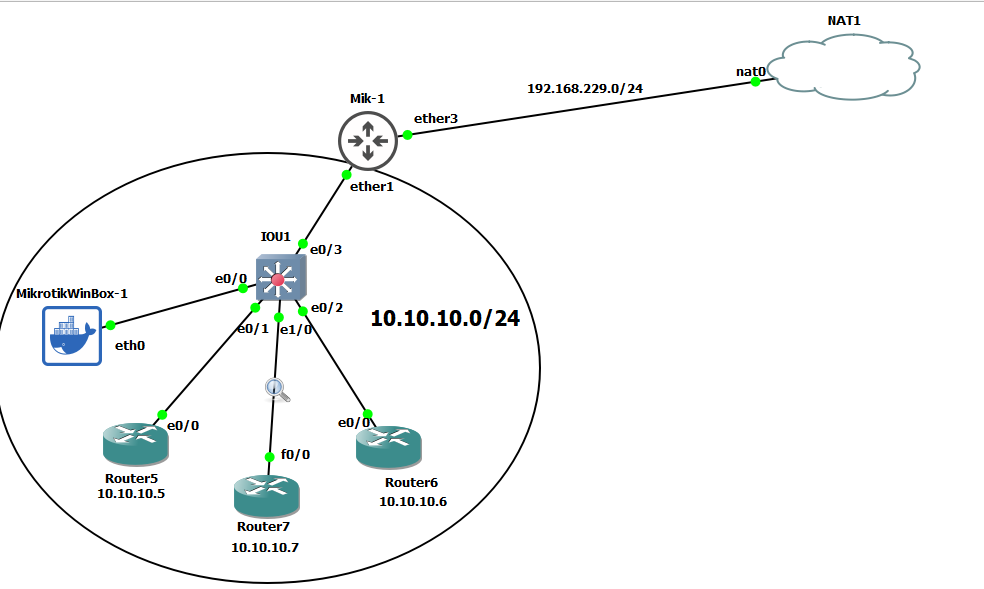 NAT1
nat0
192.168.229.0/24
Mik-1
ether3
ether1
IOU1
e0/3
e0/0
MikrotikWinBox-1
e0/2
10.10.10.0/24
e0/1
e1/0
eth0
e0/0
e0/0
f0/0
Router5
10.10.10.5
Router6
10.10.10.6
Router7
10.10.10.7